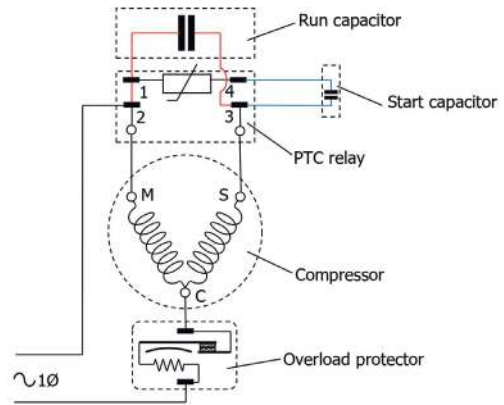 Run capacitor
1
4
Start capacitor
2
3
PTC relay
M
S
Compressor
C
Overload protector
∿1Ø